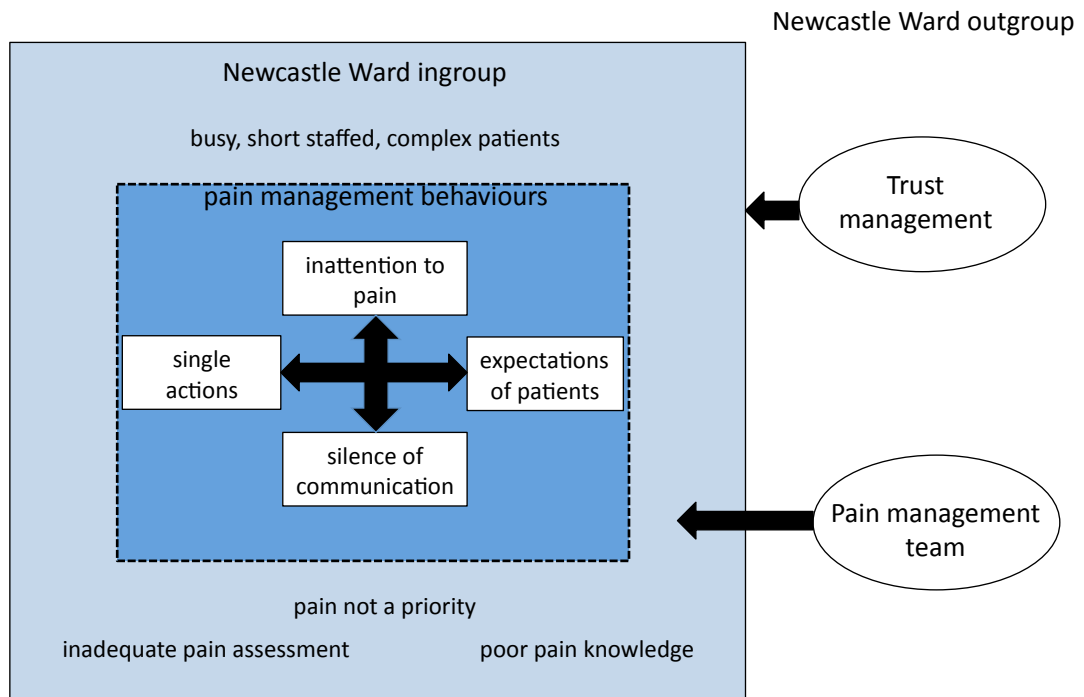 Newcastle Ward outgroup
Newcastle Ward ingroup
busy, short staffed, complex patients
pain management behaviours
inattention to
pain
single
actions
expectations
of patients
silence of
communication
Trust
management
Pain management
team
pain not a priority
inadequate pain assessment
poor pain knowledge